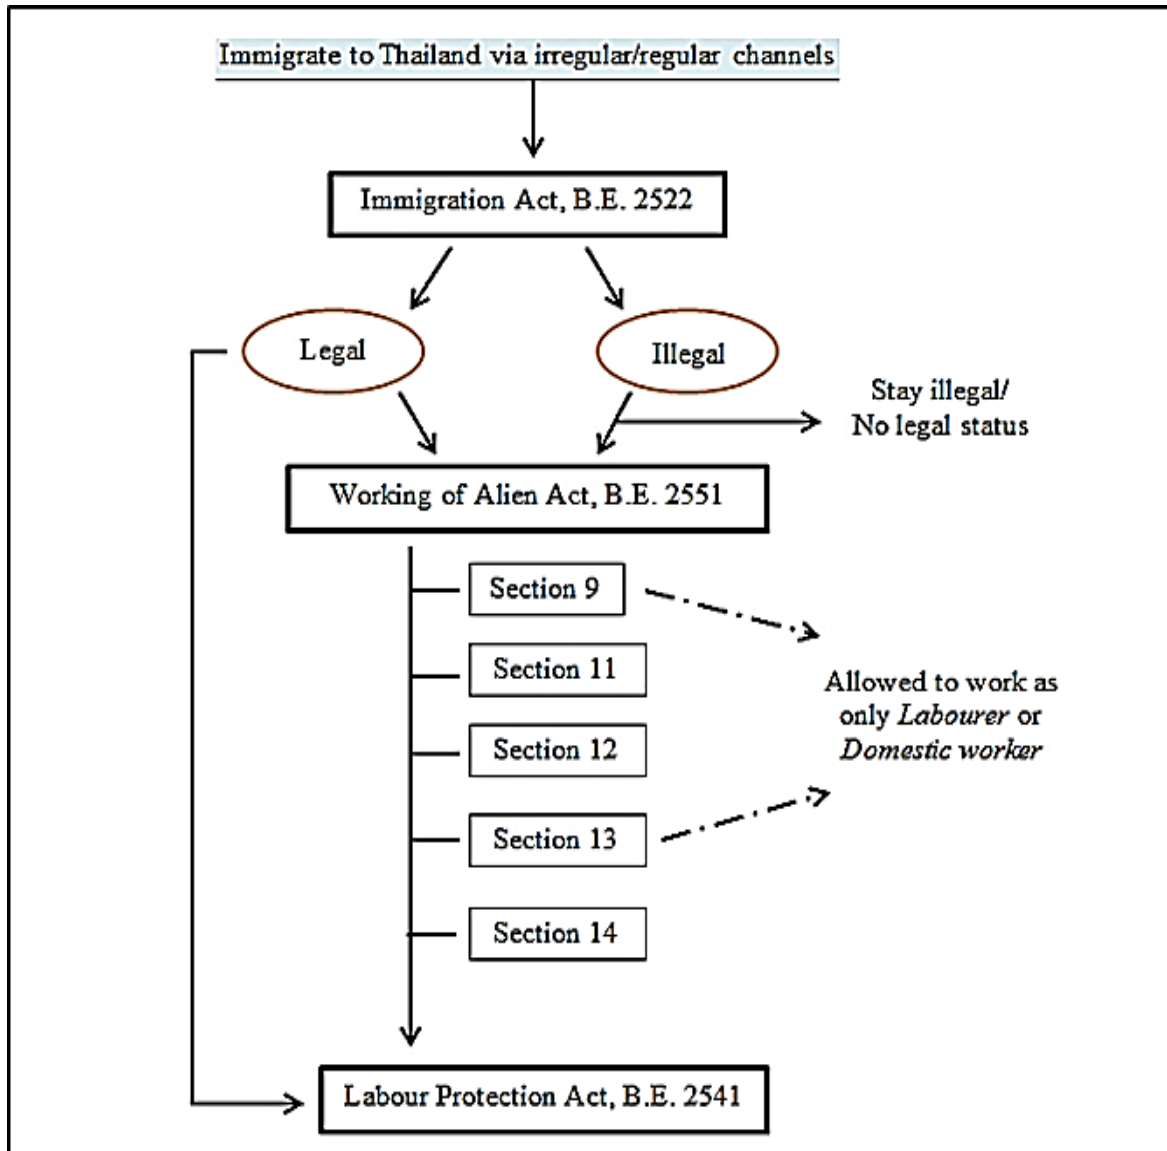 Immigrate to Thailand via irregular/regular channels
Immigration Act, B.E. 2522
Legal
Illegal
Stay illegal/
No legal status
Working of Alien Act, B.E. 2551
Section 9
Section 11
Allowed to work as
only Labourer or
Domestic worker
Section 12
Section 13
Section 14
Labour Protection Act, B.E. 2541